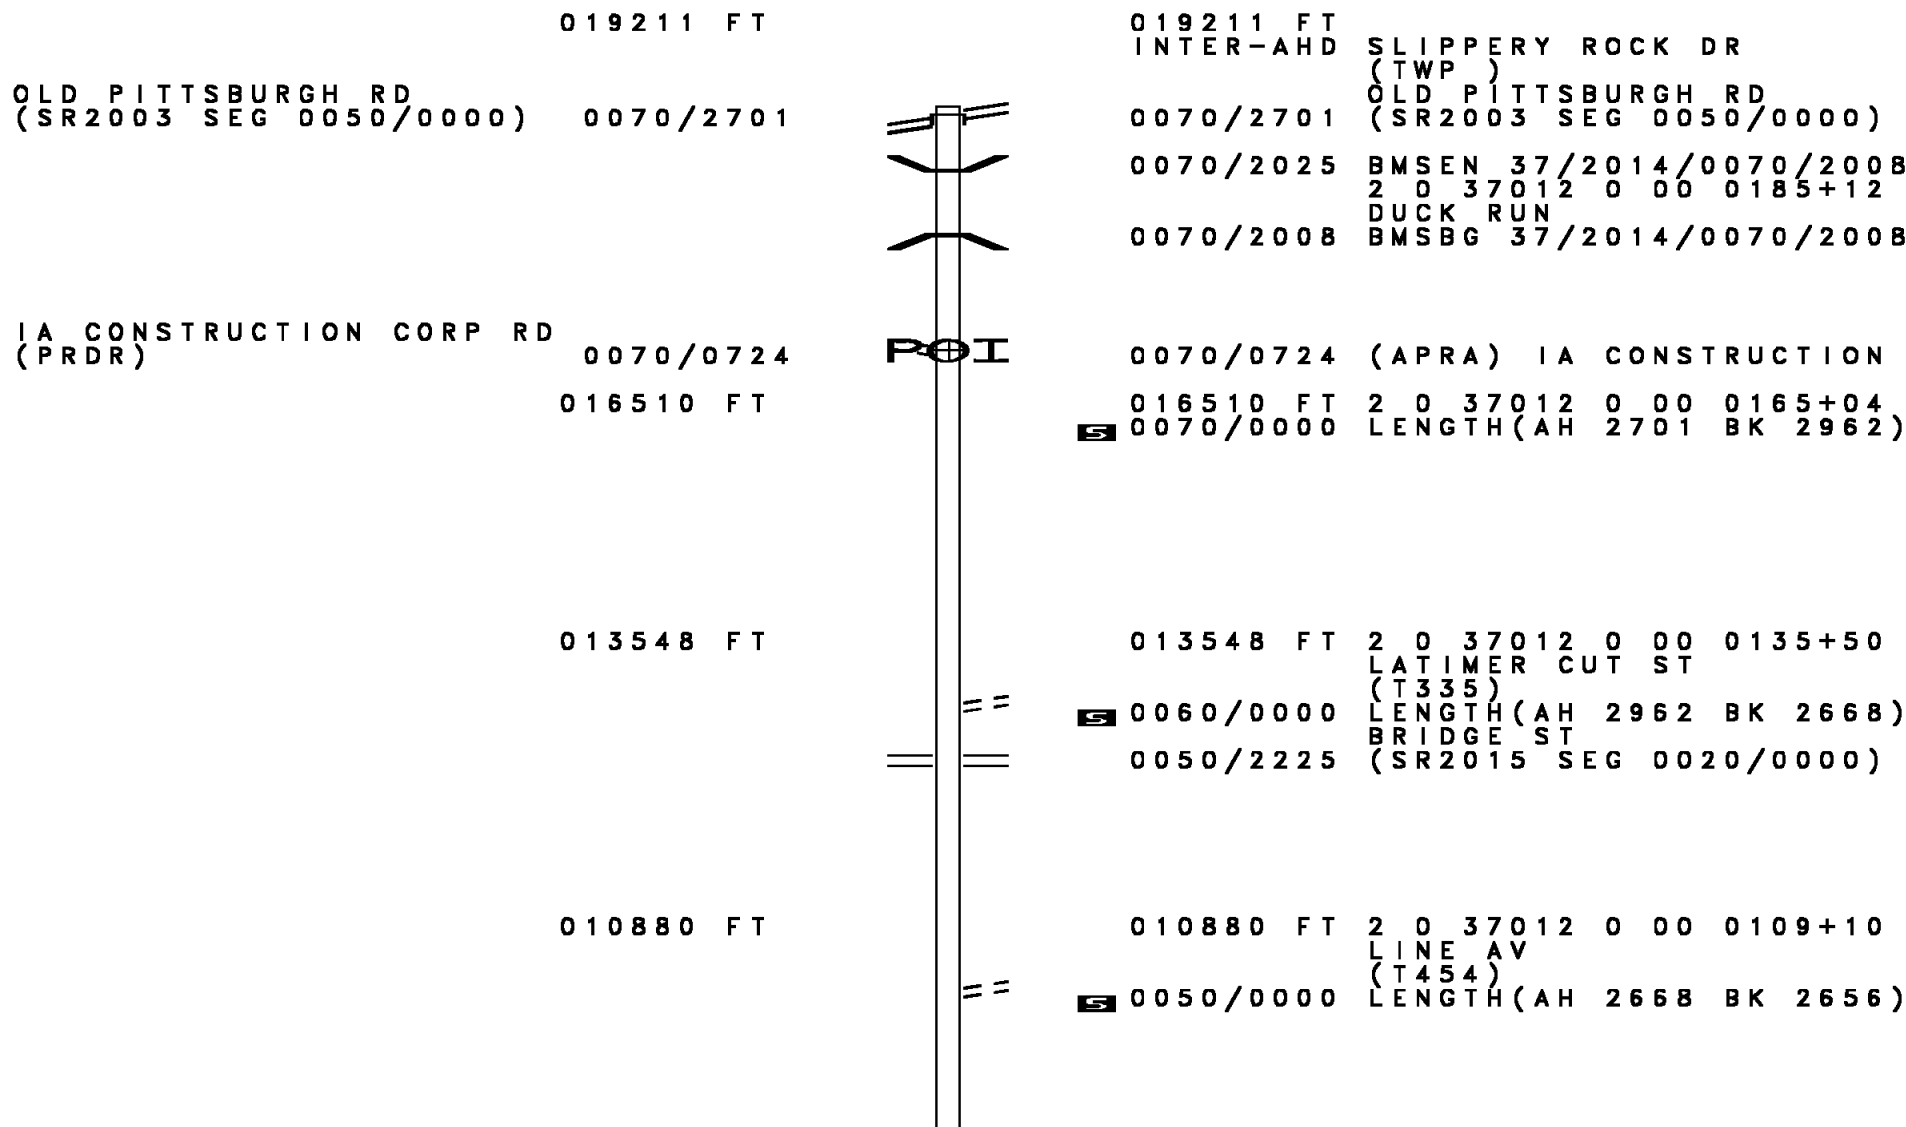 019211 FT 019211 FT
INTER-AHD SLIPPERY ROCK DR
(TWP )
OLD PITTSBURGH RD OLD PITTSBURGH RD
(SR2003 SEG 0050/0000) 0070/2701 0070/2701 (SR2003 SEG 0050/0000)
0070/2025 BMSEN 37/2014/0070/2008
2 0 37012 0 00 0185+12
DUCK RUN
0070/2008 BMSBG 37/2014/0070/2008
IA CONSTRUCTION CORP RD
(PRDR) 0070/0724 POI 0070/0724 (APRA) IA CONSTRUCTION
016510 FT 016510 FT 2 0 37012 0 00 0165+04
S 0070/0000 LENGTH(AH 2701 BK 2962)
013548 FT 013548 FT 2 0 37012 0 00 0135+50
LATIMER CUT ST
(T335)
S 0060/0000 LENGTH(AH 2962 BK 2668)
BRIDGE ST
0050/2225 (SR2015 SEG 0020/0000)
010880 FT 010880 FT 2 0 37012 0 00 0109+10
LINE AV
(T454)
S 0050/0000 LENGTH(AH 2668 BK 2656)